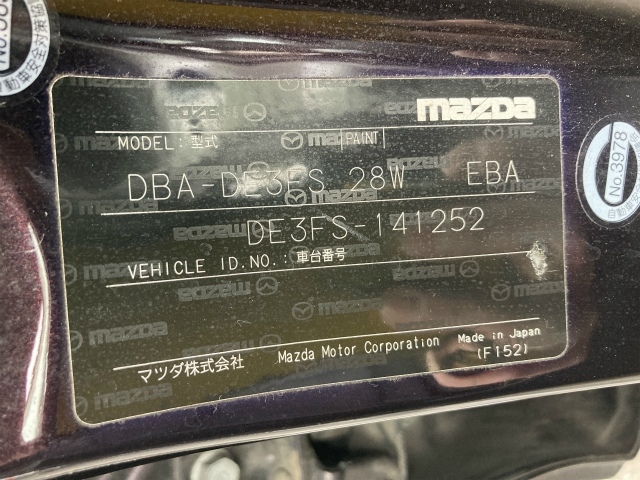 mazda
MODEL:型式 PAINT
DBA-DE3FS 28W EBA
DE3FS-141252
VEHICLE ID.NO.:車台番号
マツダ株式会社 Mazda Motor Corporation Made in Japan
(F152)
No.3978